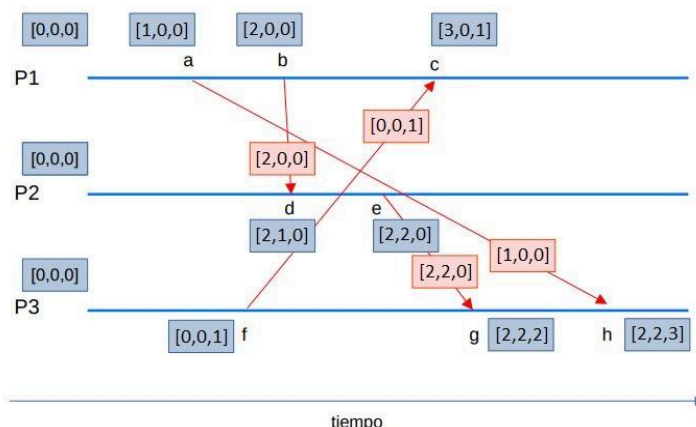 [0,0,0] [1,0,0] [2,0,0] [3,0,1]
a b c
P1
[0,0,1]
[0,0,0] [2,0,0]
P2
d e
[2,1,0] [2,2,0]
[1,0,0]
[0,0,0] [2,2,0]
P3
[0,0,1] f g [2,2,2] h [2,2,3]
tiempo